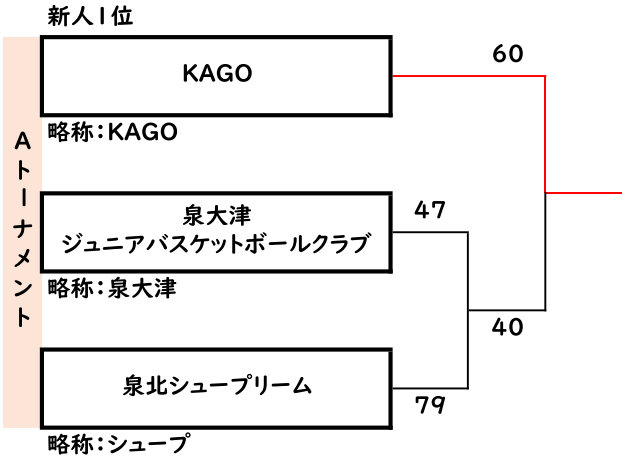 新人1位
KAGO
60
略称：KAGO
Aトーナメント
泉大津
ジュニアバスケットボールクラブ
47
略称：泉大津
40
泉北シュープリーム
79
略称：シュープ